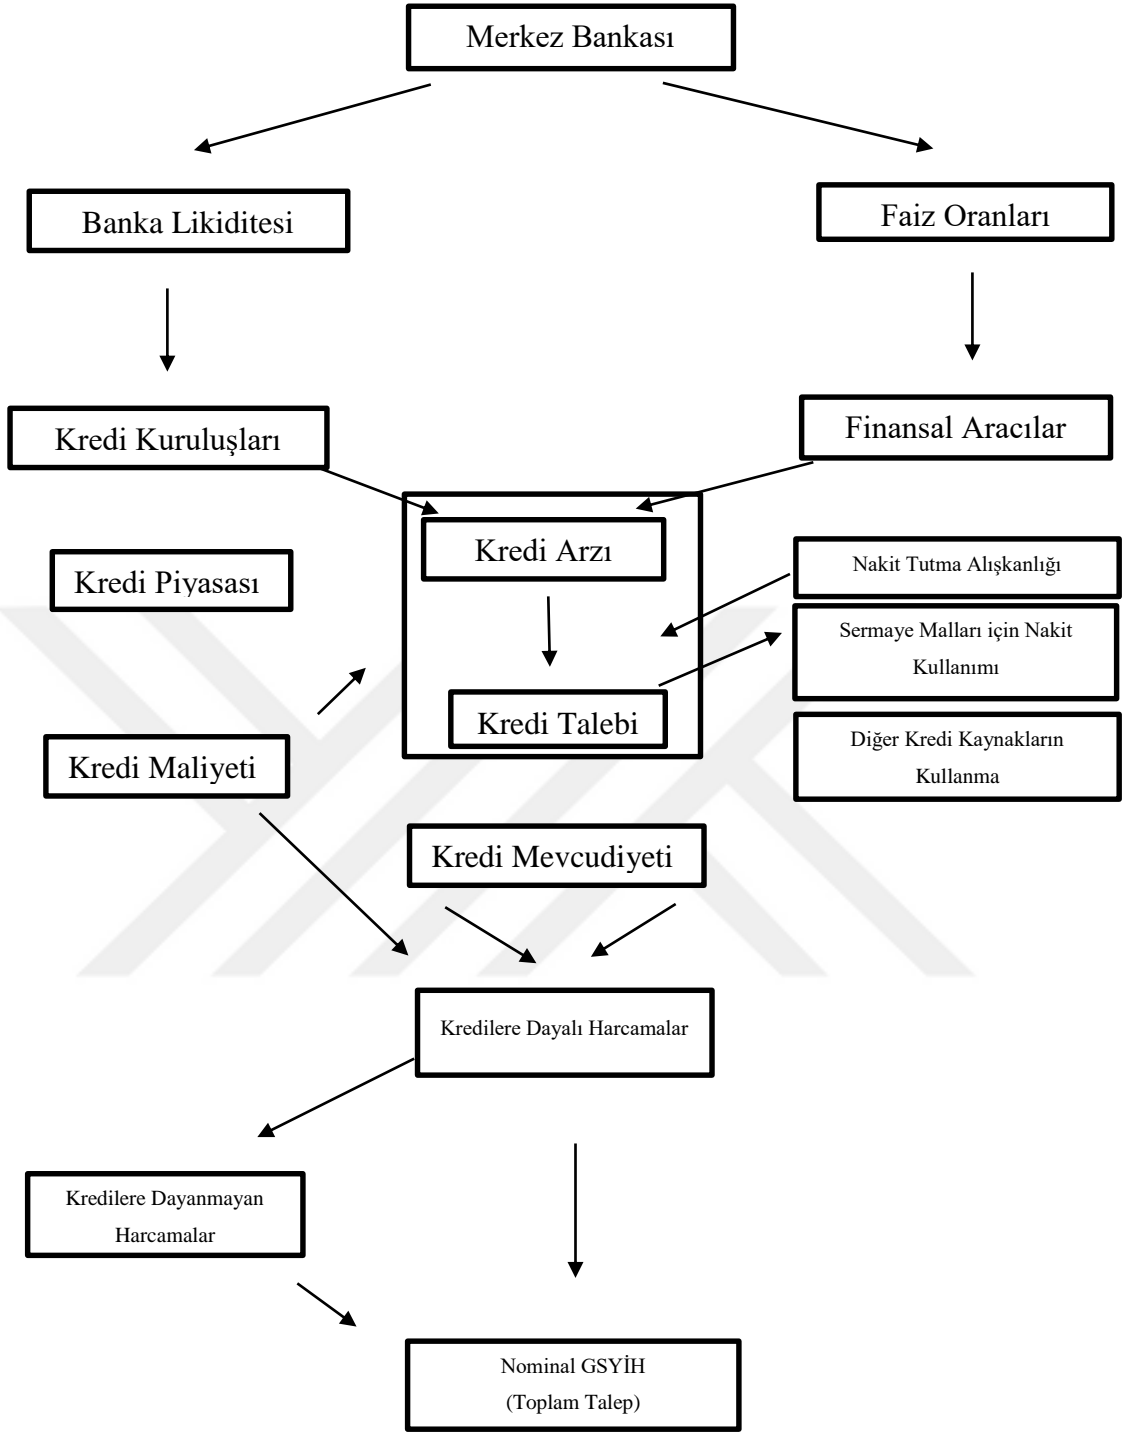 Merkez Bankası
Banka Likiditesi
Faiz Oranları
Kredi Kuruluşları
Finansal Aracılar
Kredi Arzı
Kredi Piyasası
Nakit Tutma Alışkanlığı
Sermaye Malları için Nakit
Kullanımı
Kredi Talebi
Kredi Maliyeti
Diğer Kredi Kaynakların
Kullanma
Kredi Mevcudiyeti
Kredilere Dayalı Harcamalar
Kredilere Dayanmayan
Harcamalar
Nominal GSYİH
(Toplam Talep)